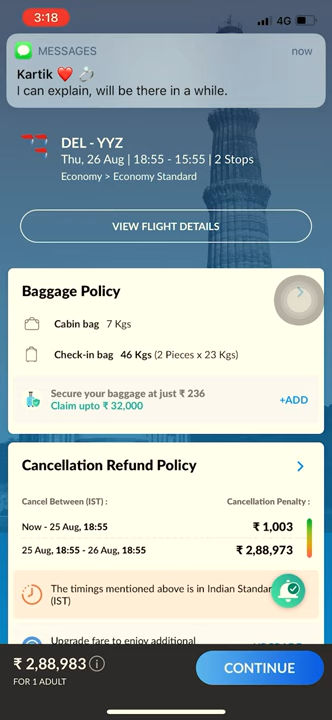 3:18
4G
MESSAGES
now
Kartik ❤️ 💍
I can explain, will be there in a while.
DEL - YYZ
Thu, 26 Aug | 18:55 - 15:55 | 2 Stops
Economy > Economy Standard
VIEW FLIGHT DETAILS
Baggage Policy
Cabin bag 7 Kgs
Check-in bag 46 Kgs (2 Pieces x 23 Kgs)
Secure your baggage at just ₹ 236
Claim upto ₹ 32,000
+ADD
Cancellation Refund Policy
Cancel Between (IST) : Cancellation Penalty :
Now - 25 Aug, 18:55 ₹ 1,003
25 Aug, 18:55 - 26 Aug, 18:55 ₹ 2,88,973
The timings mentioned above is in Indian Standar
(IST)
Upgrade fare to enjoy additional
₹ 2,88,983
FOR 1 ADULT
CONTINUE